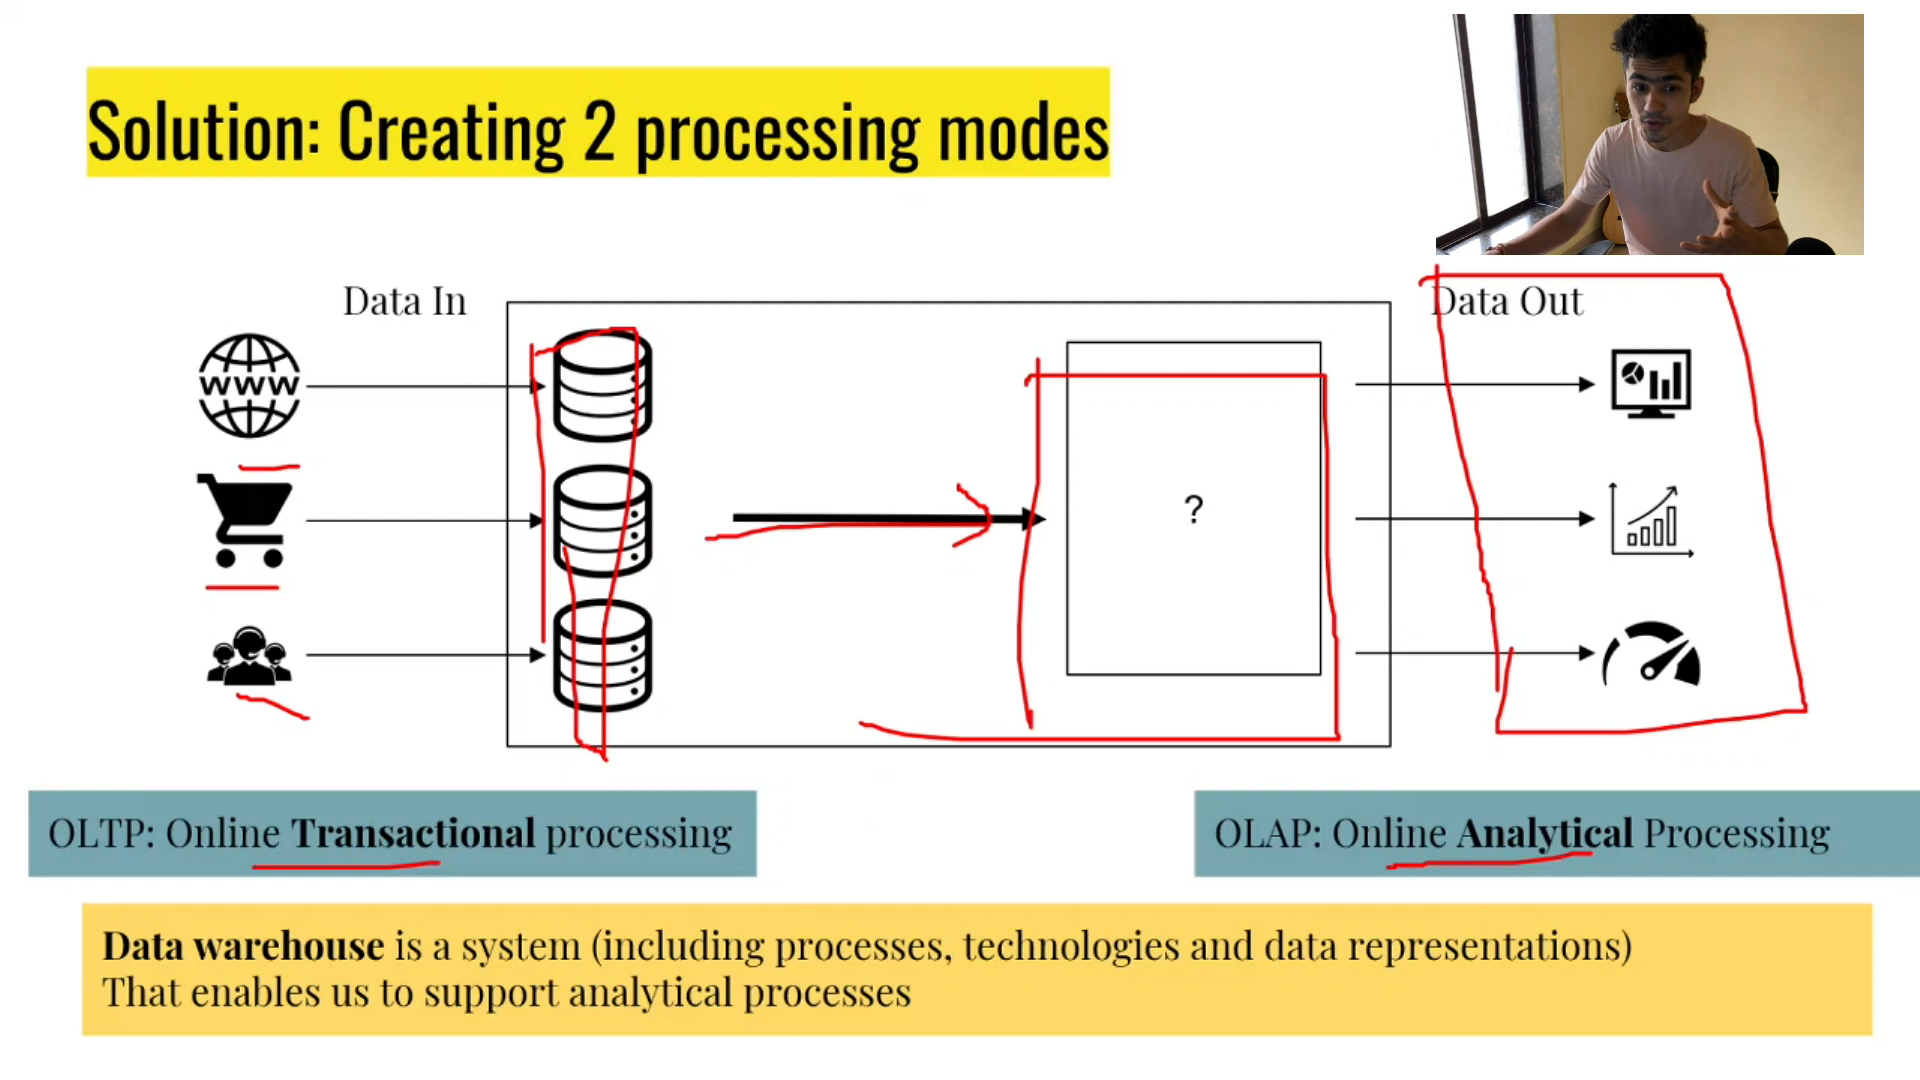 Solution: Creating 2 processing modes
Data In
Data Out
WWW
?
OLTP: Online Transactional processing
OLAP: Online Analytical Processing
Data warehouse is a system (including processes, technologies and data representations)
That enables us to support analytical processes